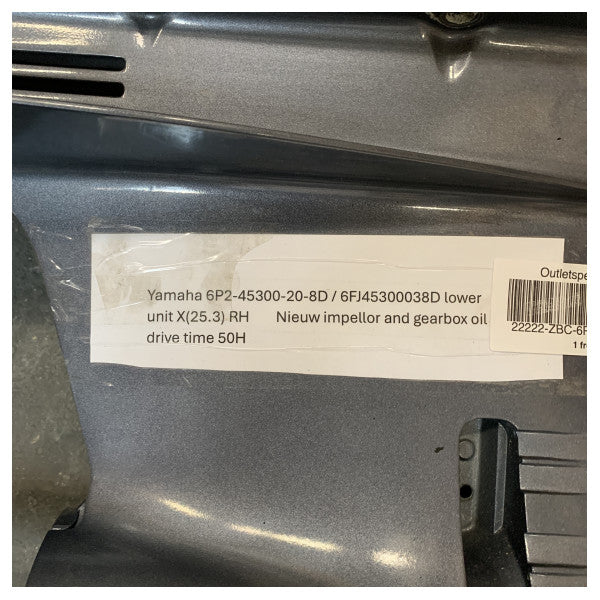 Yamaha 6P2-45300-20-8D / 6FJ45300038D lower
unit X(25.3) RH Nieuw impellor and gearbox oil
drive time 50H
Outletspe
22222-ZBC-6
1 fr